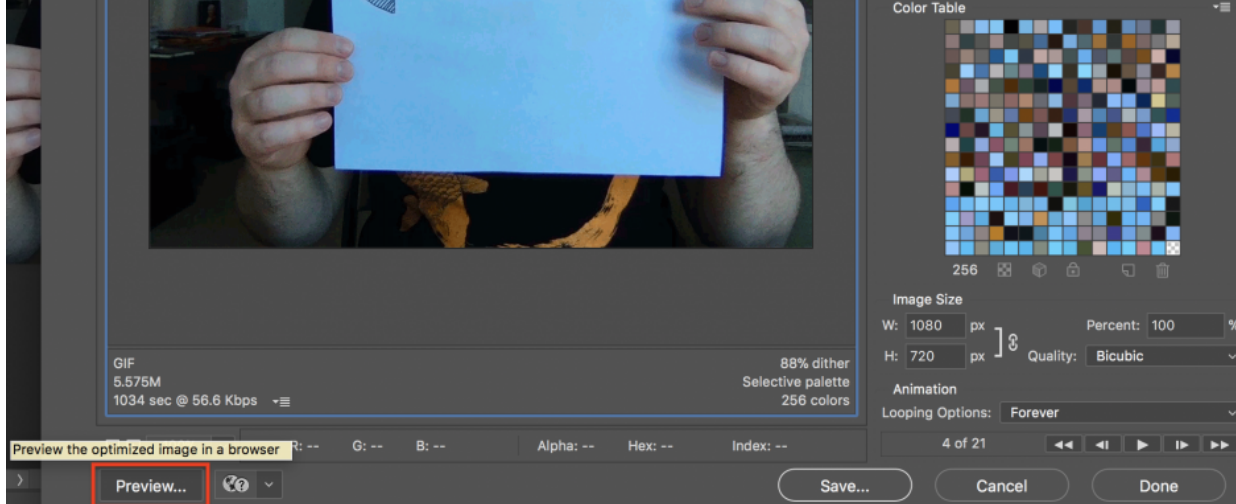 Color Table
256
Image Size
W: 1080 px
Percent: 100 %
H: 720 px
Quality: Bicubic
Animation
Looping Options: Forever
4 of 21
GIF
5.575M
1034 sec @ 56.6 Kbps
88% dither
Selective palette
256 colors
Preview the optimized image in a browser
R: -- G: -- B: -- Alpha: -- Hex: -- Index: --
Preview... Save... Cancel Done